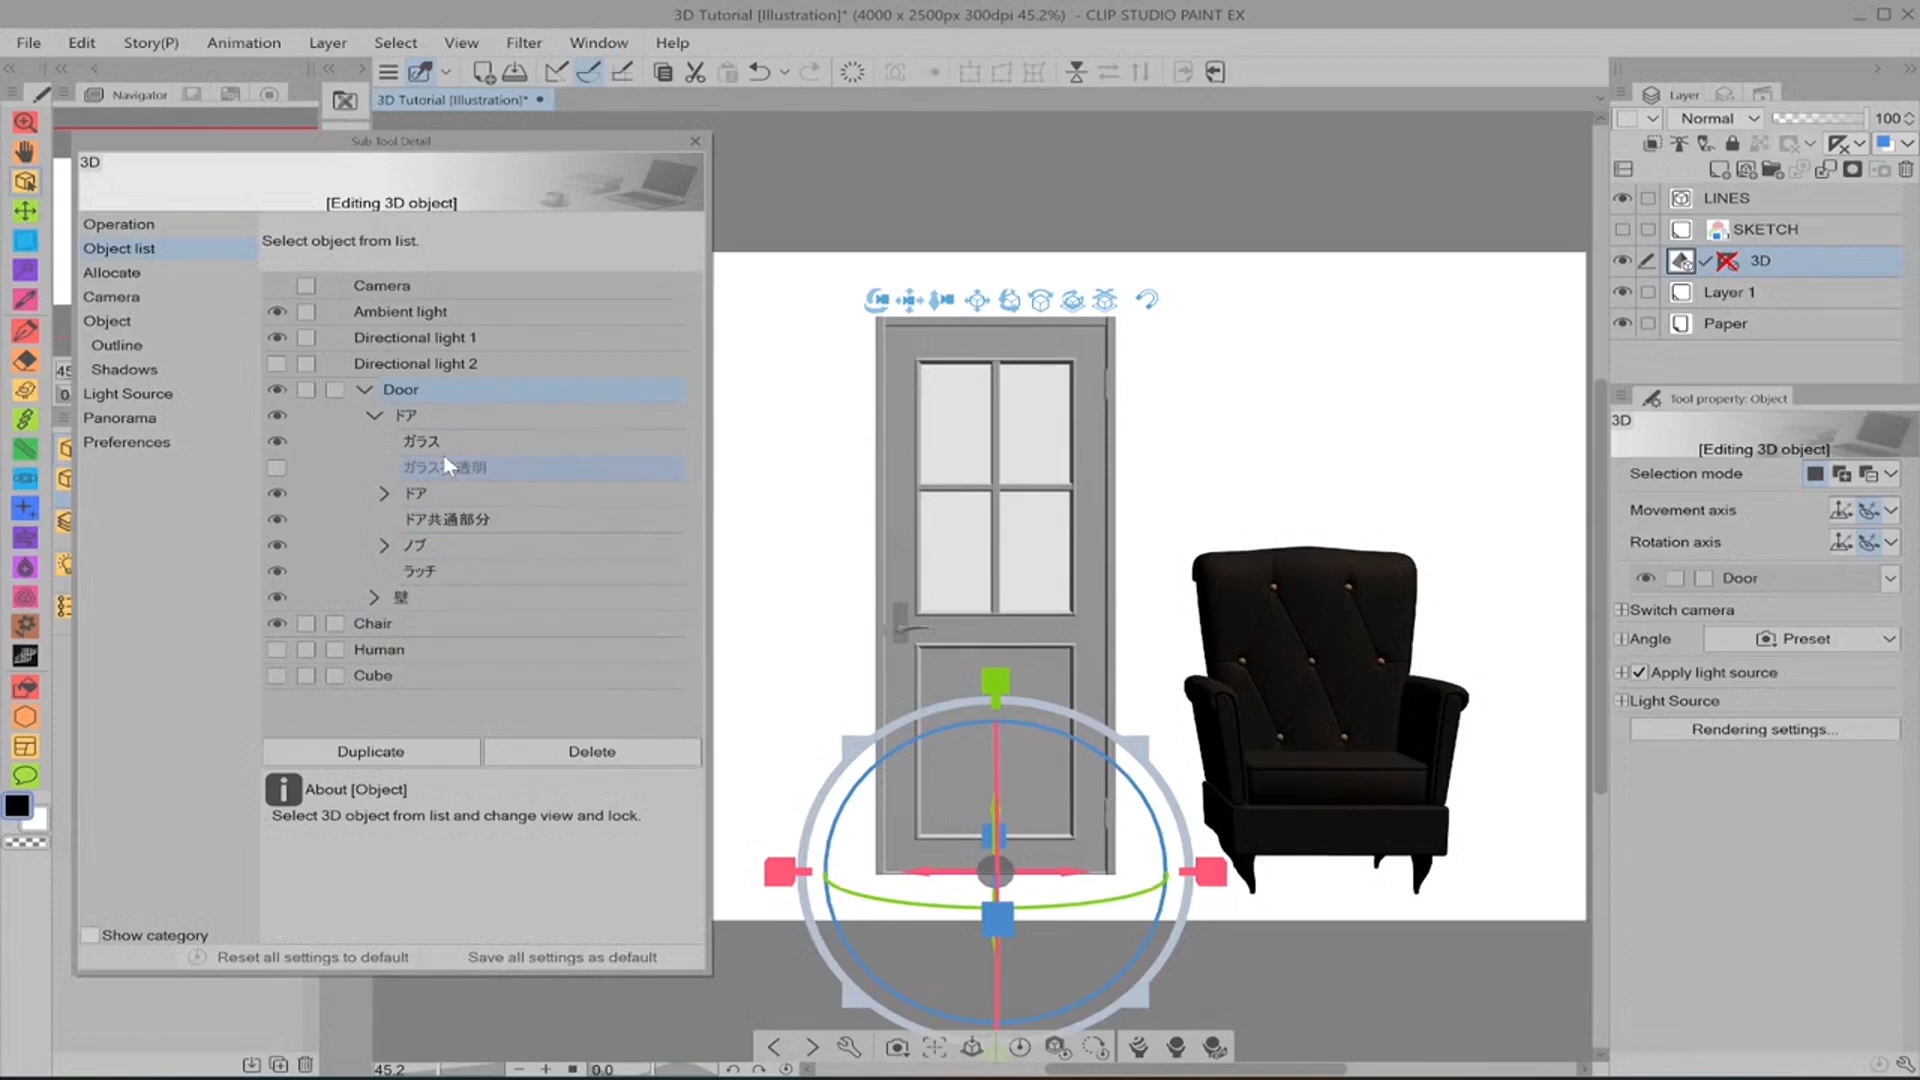 3D Tutorial [Illustration]* (4000 x 2500px 300dpi 45.2%) - CLIP STUDIO PAINT EX
File Edit Story(P) Animation Layer Select View Filter Window Help
Navigator
3D Tutorial [Illustration]*
Sub Tool Detail
3D
[Editing 3D object]
Operation
Object list
Allocate
Camera
Object
Outline
Shadows
Light Source
Panorama
Preferences
Select object from list.
Camera
Ambient light
Directional light 1
Directional light 2
Door
ドア
ガラス
ガラス 透明
ドア
ドア共通部分
ノブ
ラッチ
壁
Chair
Human
Cube
Duplicate Delete
About [Object]
Select 3D object from list and change view and lock.
Show category
Reset all settings to default Save all settings as default
45
0
45.2
0.0
Layer
Normal 100
LINES
SKETCH
3D
Layer 1
Paper
Tool property: Object
3D
[Editing 3D object]
Selection mode
Movement axis
Rotation axis
Door
Switch camera
Angle Preset
Apply light source
Light Source
Rendering settings...